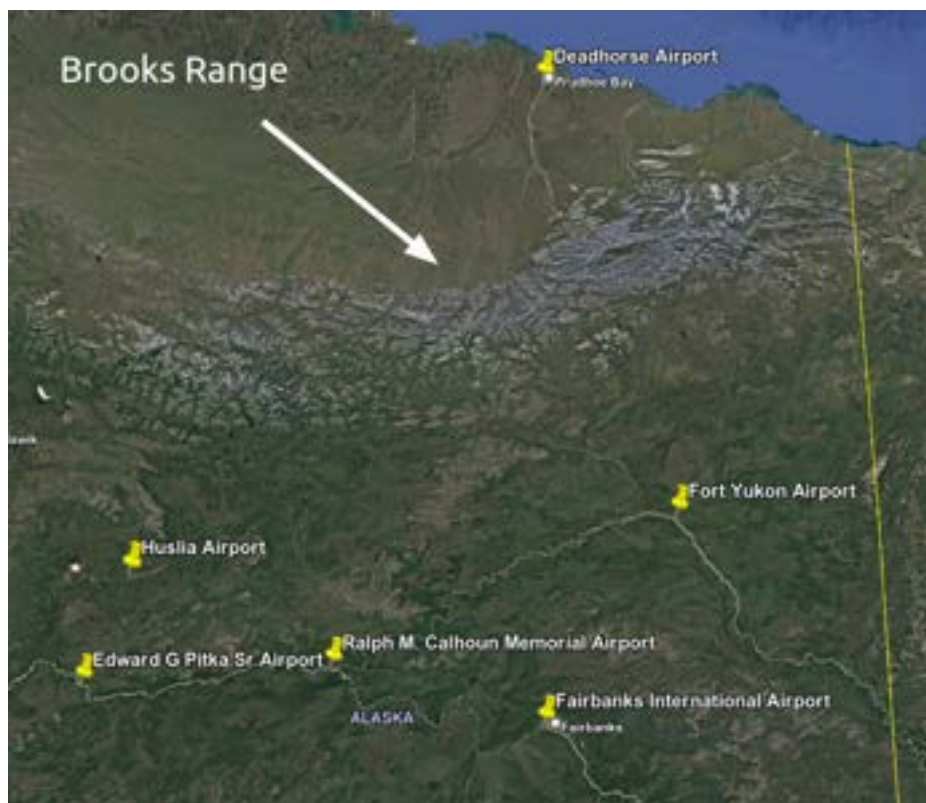 Deadhorse Airport
Brooks Range
Prudhoe Bay
Fort Yukon Airport
Huslia Airport
Ralph M. Calhoun Memorial Airport
Edward G Pitka Sr Airport
Fairbanks International Airport
ALASKA
Fairbanks